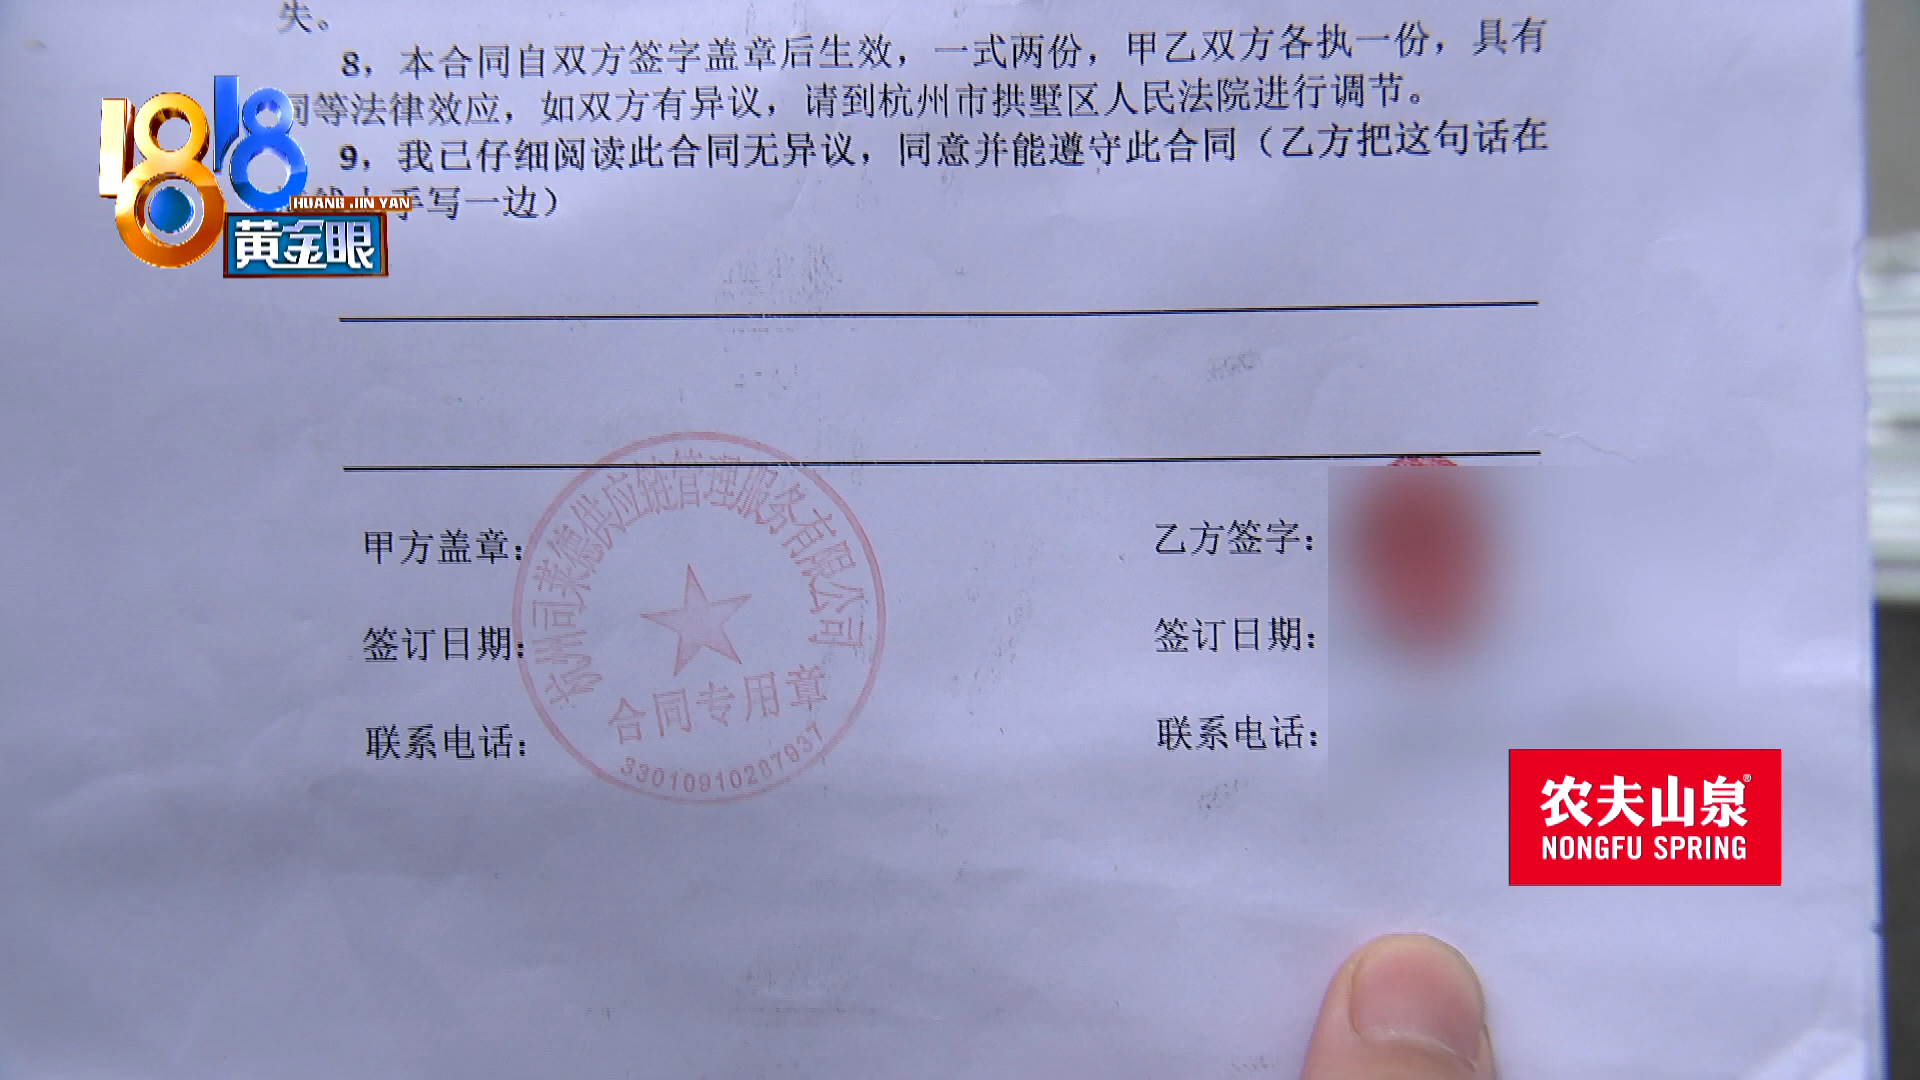 失。
8，本合同自双方签字盖章后生效，一式两份，甲乙双方各执一份，具有
同等法律效应，如双方有异议，请到杭州市拱墅区人民法院进行调节。
9，我己仔细阅读此合同无异议，同意并能遵守此合同（乙方把这句话在
手写一边）
1818
HUANG JIN YAN
黄金眼
甲方盖章：
乙方签字：
签订日期：
签订日期：
联系电话：
联系电话：
杭州司莱德供应链管理服务有限公司
合同专用章
33010910287937
农夫山泉®
NONGFU SPRING